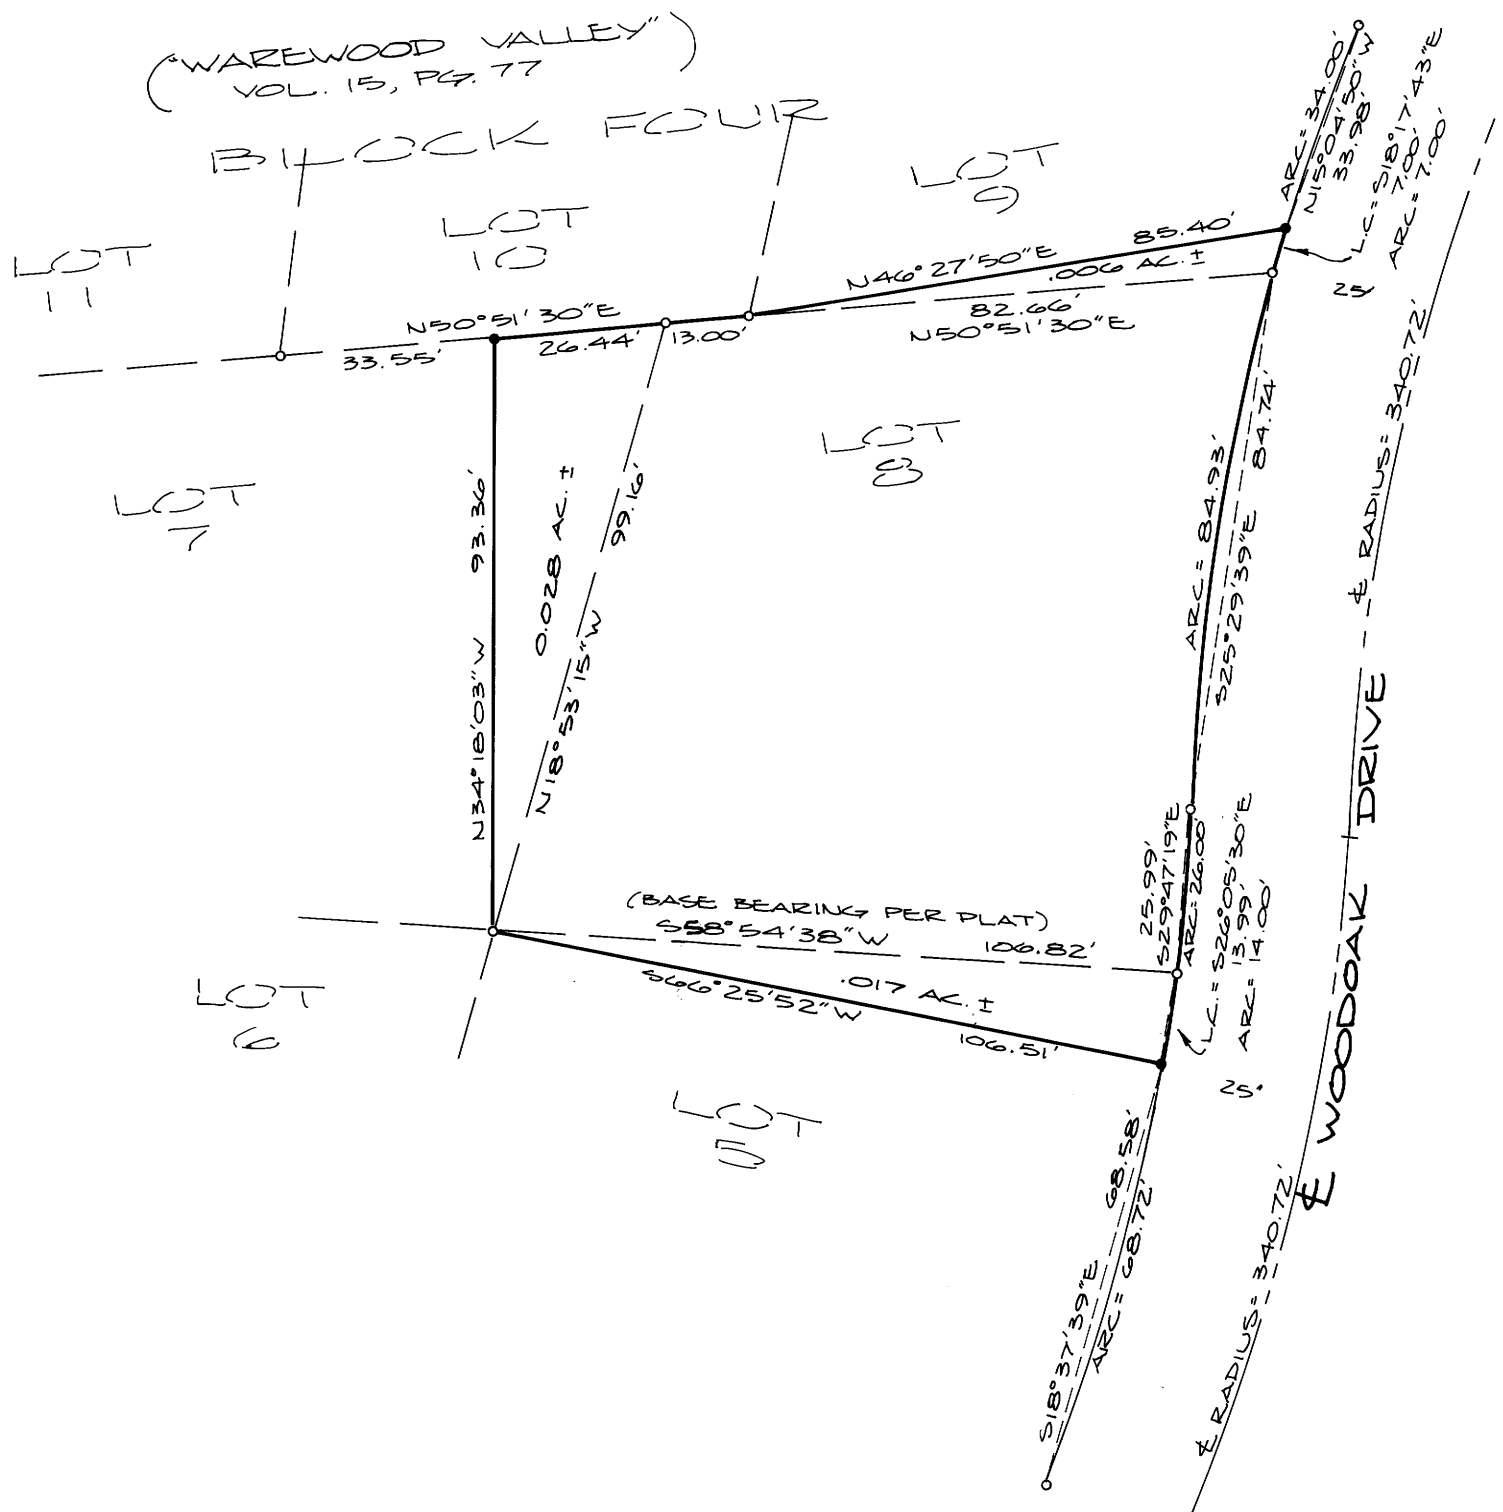 ("WAREWOOD VALLEY")
VOL. 15, PG. 77
BLOCK FOUR
LOT
9
LOT
10
LOT
11
ARC = 34.00'
N15°04'50"W
33.98'
L.C. = S18°17'43"E
7.00'
ARC = 7.00'
85.40'
N46°27'50"E
.006 AC. ±
82.66'
N50°51'30"E
25'
N50°51'30"E
33.55'
26.44'
13.00'
LOT
8
LOT
7
93.36'
N34°18'03"W
0.028 AC. ±
99.16'
N18°53'15"W
ARC = 84.93'
84.74'
S25°29'39"E
℄ RADIUS = 340.72'
℄ WOODOAK DRIVE
25.99'
S29°47'19"E
ARC = 26.00'
L.C. = S26°05'30"E
13.99'
ARC = 14.00'
(BASE BEARING PER PLAT)
S58°54'38"W
106.82'
.017 AC. ±
S66°25'52"W
106.51'
25'
LOT
6
LOT
5
68.58'
S18°37'39"E
ARC = 68.72'
℄ RADIUS = 340.72'